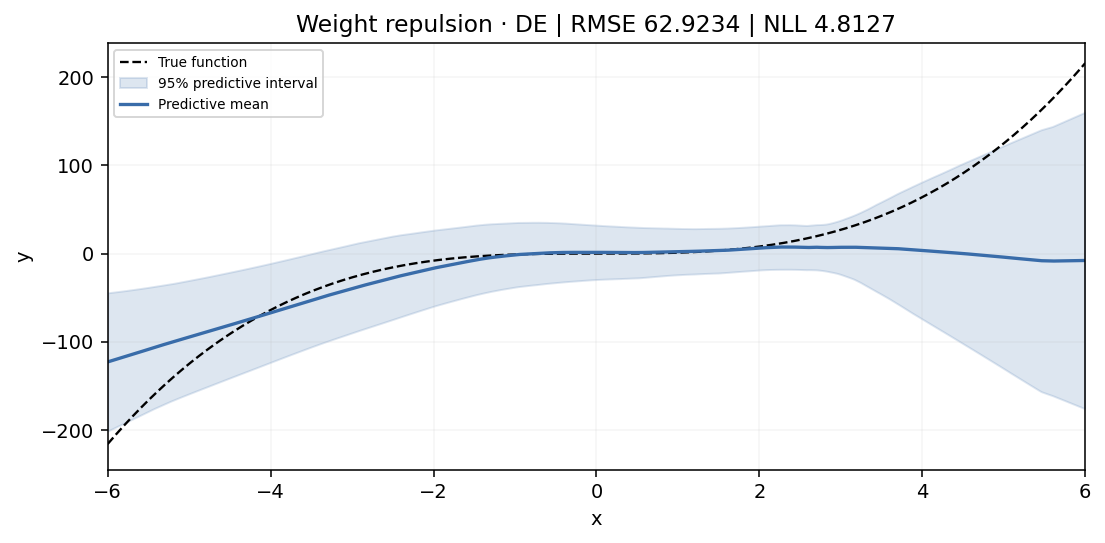 Weight repulsion · DE | RMSE 62.9234 | NLL 4.8127
True function
95% predictive interval
Predictive mean
200
100
0
−100
−200
y
−6
−4
−2
0
2
4
6
x